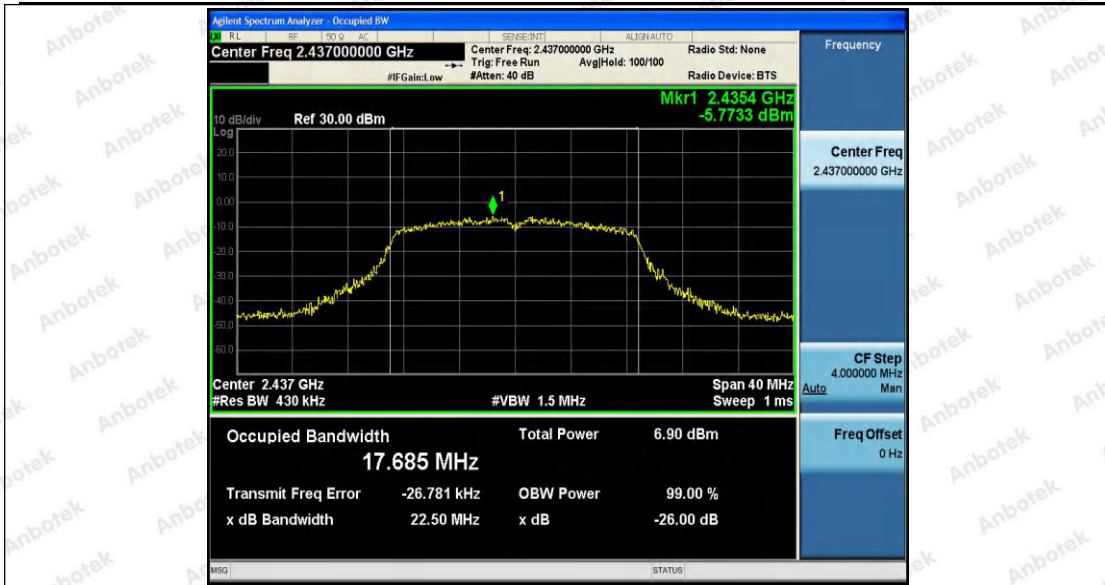 Agilent Spectrum Analyzer - Occupied BW
RL RF 50 Ω AC SENSE:INT ALIGNAUTO
Center Freq 2.437000000 GHz
Center Freq: 2.437000000 GHz Radio Std: None
Trig: Free Run Avg|Hold: 100/100
#IFGain:Low #Atten: 40 dB Radio Device: BTS
Frequency
Mkr1 2.4354 GHz
-5.7733 dBm
10 dB/div Ref 30.00 dBm
Log
20.0
10.0
0.00
-10.0
-20.0
-30.0
-40.0
-50.0
-60.0
1
Center Freq
2.437000000 GHz
CF Step
4.000000 MHz
Auto Man
Freq Offset
0 Hz
Center 2.437 GHz Span 40 MHz
#Res BW 430 kHz #VBW 1.5 MHz Sweep 1 ms
Occupied Bandwidth Total Power 6.90 dBm
17.685 MHz
Transmit Freq Error -26.781 kHz OBW Power 99.00 %
x dB Bandwidth 22.50 MHz x dB -26.00 dB
MSG STATUS
Anbotek